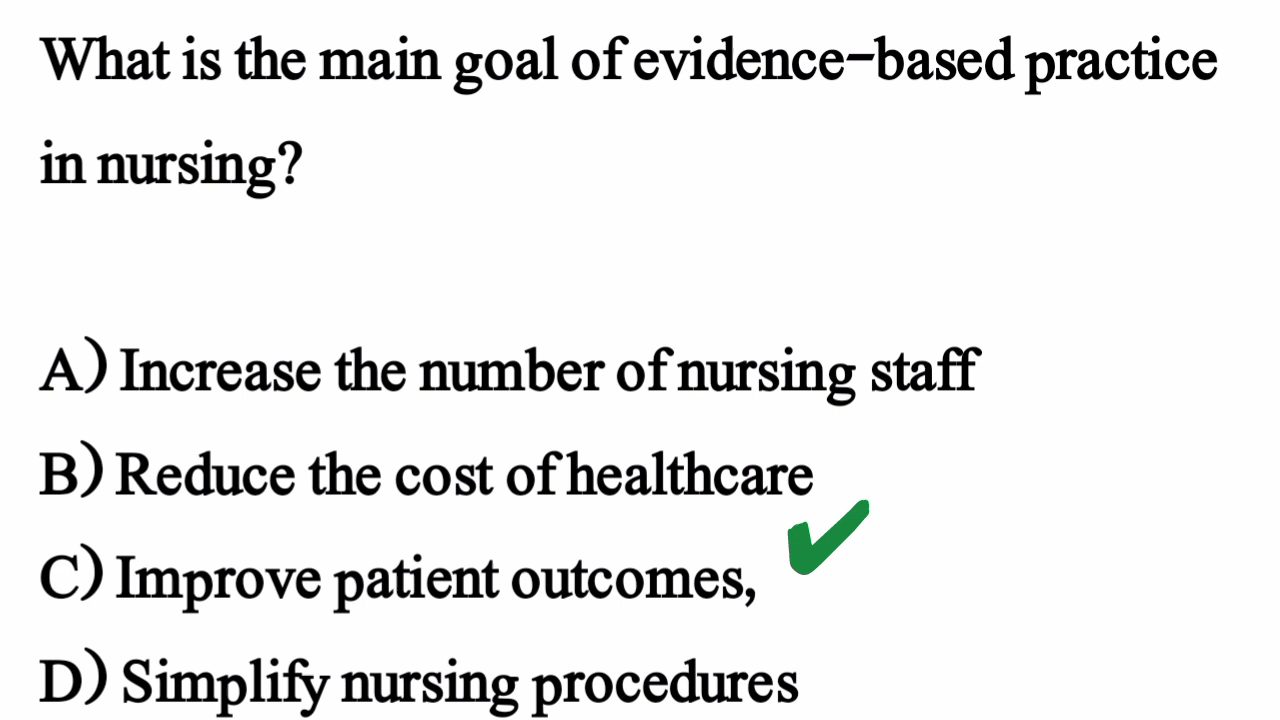 What is the main goal of evidence-based practice
in nursing?
A) Increase the number of nursing staff
B) Reduce the cost of healthcare
C) Improve patient outcomes,
D) Simplify nursing procedures